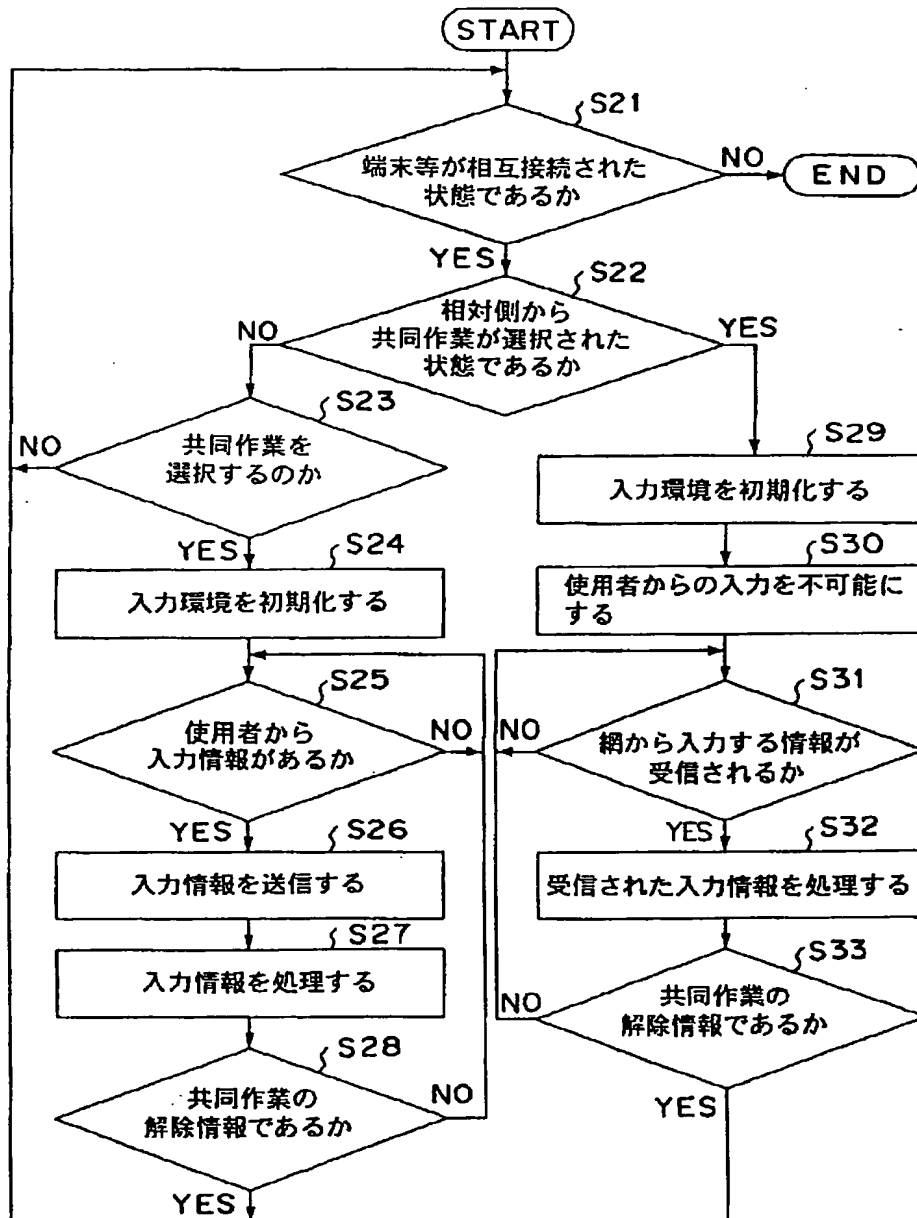 START
S21
端末等が相互接続された
状態であるか
NO
END
YES
S22
相対側から
共同作業が選択された
状態であるか
NO
YES
S23
共同作業を
選択するのか
NO
YES
S24
入力環境を初期化する
S25
使用者から
入力情報があるか
NO
YES
S26
入力情報を送信する
S27
入力情報を処理する
S28
共同作業の
解除情報であるか
NO
YES
S29
入力環境を初期化する
S30
使用者からの入力を不可能に
する
S31
網から入力する情報が
受信されるか
NO
YES
S32
受信された入力情報を処理する
S33
共同作業の
解除情報であるか
NO
YES